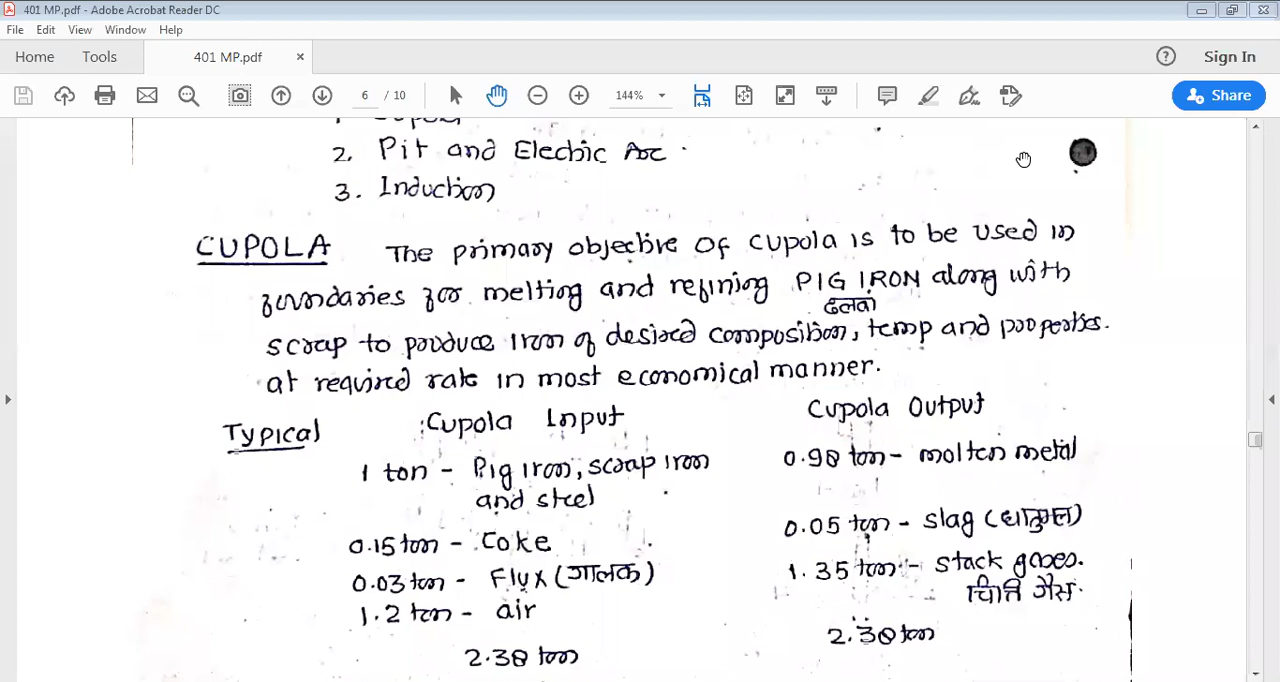 401 MP.pdf - Adobe Acrobat Reader DC
File Edit View Window Help
Home Tools 401 MP.pdf × Sign In
6 / 10 144% Share
1. Cupola
2. Pit and Electric Arc
3. Induction
CUPOLA The primary objective of cupola is to be used in
foundaries for melting and refining PIG IRON along with
ढलवां
scrap to produce Iron of desired composition, temp and properties.
at required rate in most economical manner.
Typical Cupola Input Cupola Output
1 ton - Pig iron, scrap iron 0.98 ton - molten metal
and steel
0.15 ton - Coke 0.05 ton - slag (धातुमल)
0.03 ton - Flux (गालक) 1.35 ton - stack gases.
1.2 ton - air चिति गैस
2.38 ton 2.38 ton